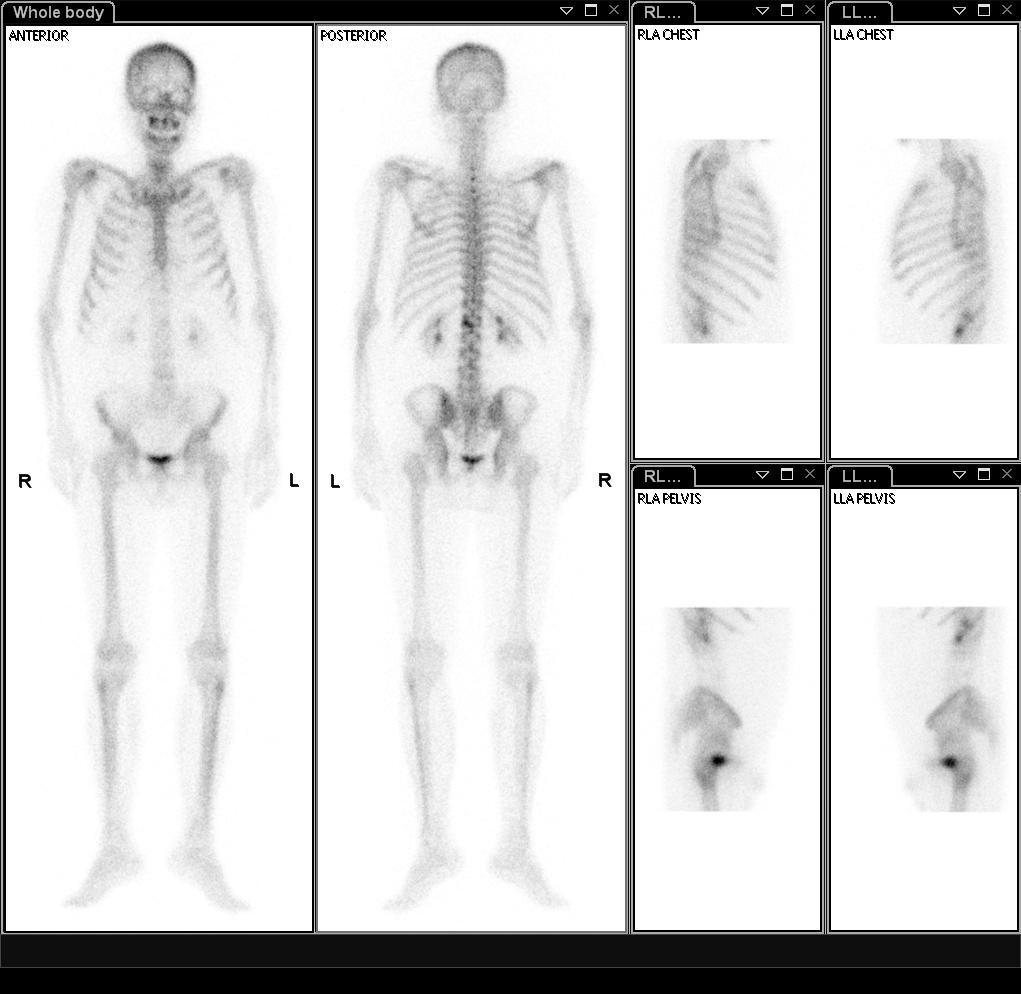 Whole body
RL...
LL...
ANTERIOR
POSTERIOR
RLA CHEST
LLA CHEST
R
L
L
R
RL...
LL...
RLA PELVIS
LLA PELVIS